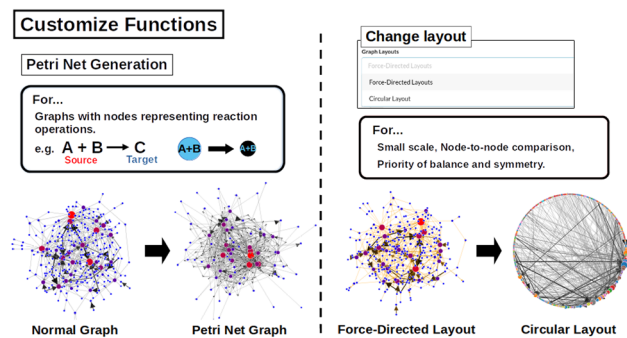 Customize Functions
Petri Net Generation
For...
Graphs with nodes representing reaction
operations.
e.g. A + B → C
Source Target
A+B A+B
Normal Graph
Petri Net Graph
Change layout
Graph Layouts
Force-Directed Layouts
Force-Directed Layouts
Circular Layout
For...
Small scale, Node-to-node comparison,
Priority of balance and symmetry.
Force-Directed Layout
Circular Layout